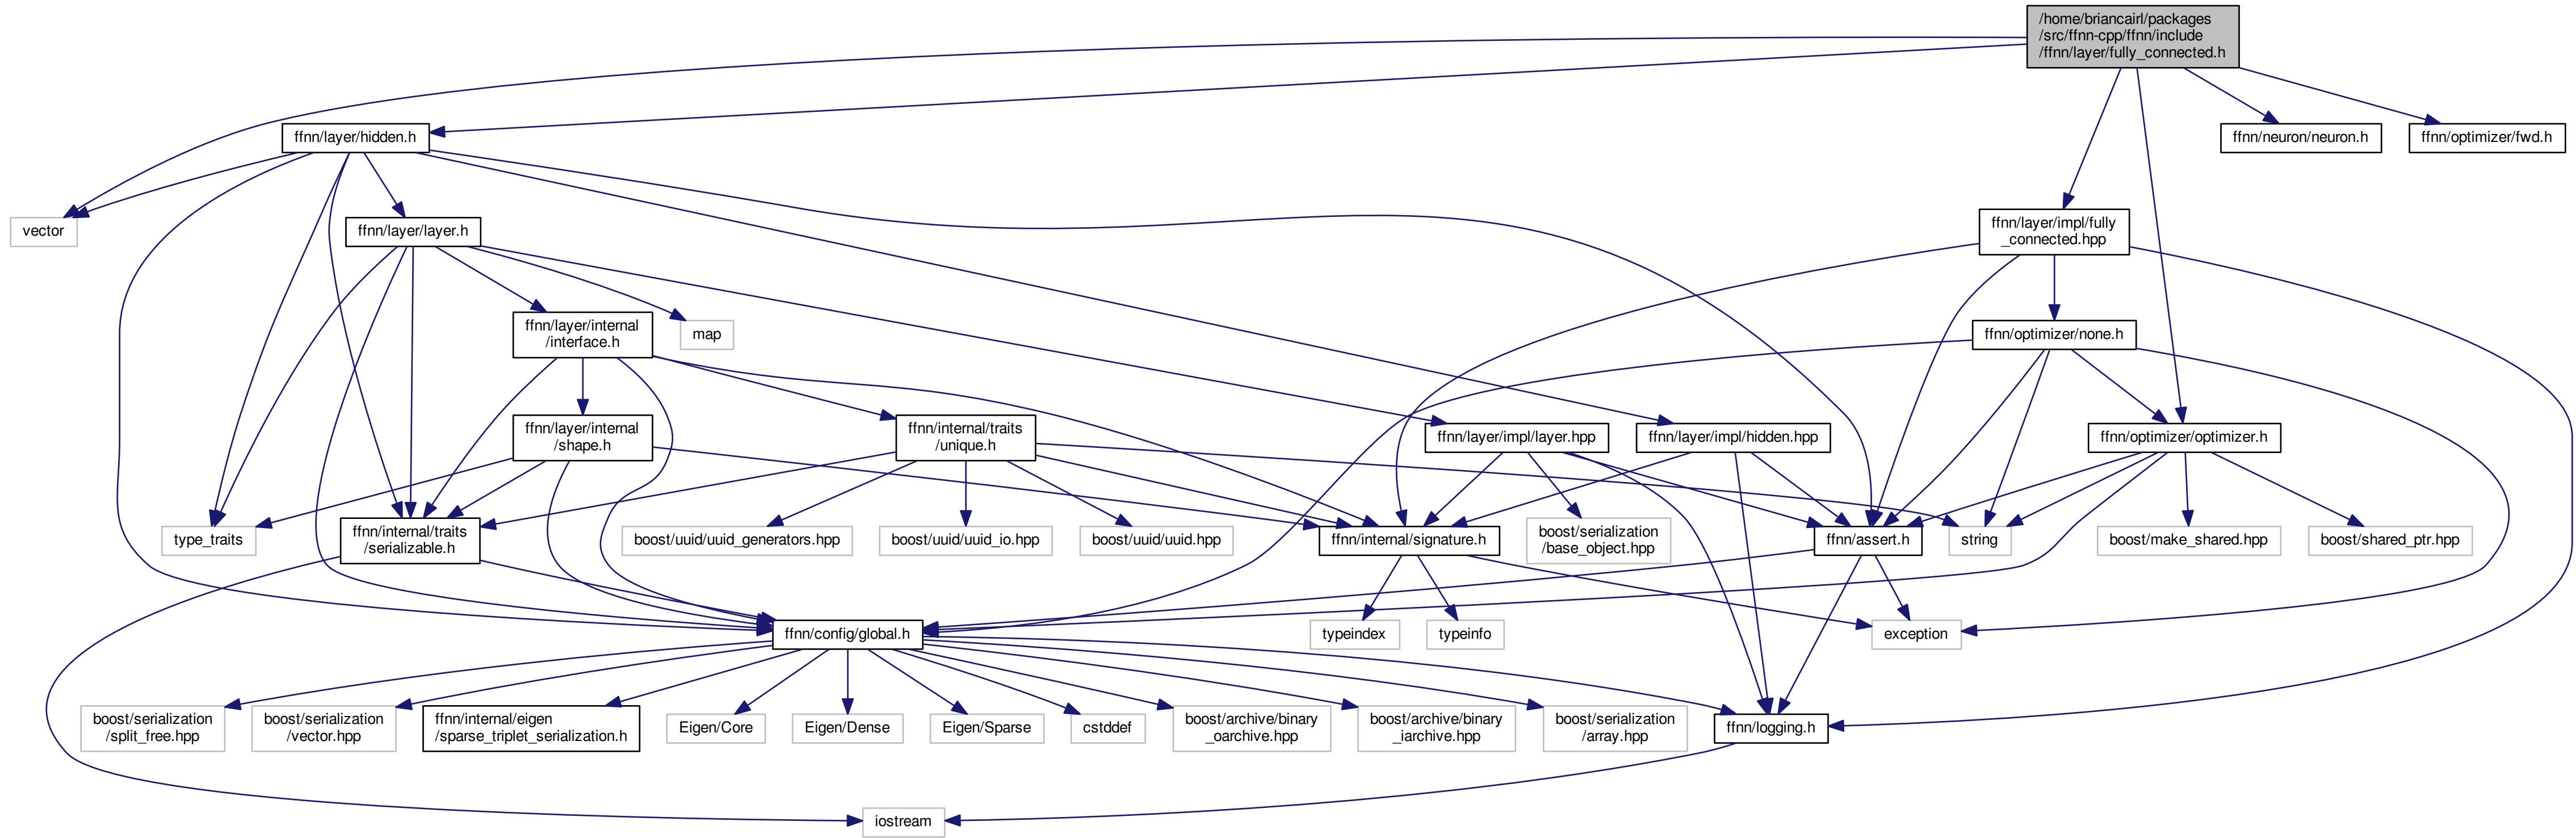 /home/briancairl/packages
/src/ffnn-cpp/ffnn/include
/ffnn/layer/fully_connected.h
ffnn/layer/hidden.h
ffnn/neuron/neuron.h
ffnn/optimizer/fwd.h
vector
ffnn/layer/layer.h
ffnn/layer/impl/fully
_connected.hpp
ffnn/layer/internal
/interface.h
map
ffnn/optimizer/none.h
ffnn/layer/internal
/shape.h
ffnn/internal/traits
/unique.h
ffnn/layer/impl/layer.hpp
ffnn/layer/impl/hidden.hpp
ffnn/optimizer/optimizer.h
type_traits
ffnn/internal/traits
/serializable.h
boost/uuid/uuid_generators.hpp
boost/uuid/uuid_io.hpp
boost/uuid/uuid.hpp
ffnn/internal/signature.h
boost/serialization
/base_object.hpp
ffnn/assert.h
string
boost/make_shared.hpp
boost/shared_ptr.hpp
ffnn/config/global.h
typeindex
typeinfo
exception
boost/serialization
/split_free.hpp
boost/serialization
/vector.hpp
ffnn/internal/eigen
/sparse_triplet_serialization.h
Eigen/Core
Eigen/Dense
Eigen/Sparse
cstddef
boost/archive/binary
_oarchive.hpp
boost/archive/binary
_iarchive.hpp
boost/serialization
/array.hpp
ffnn/logging.h
iostream